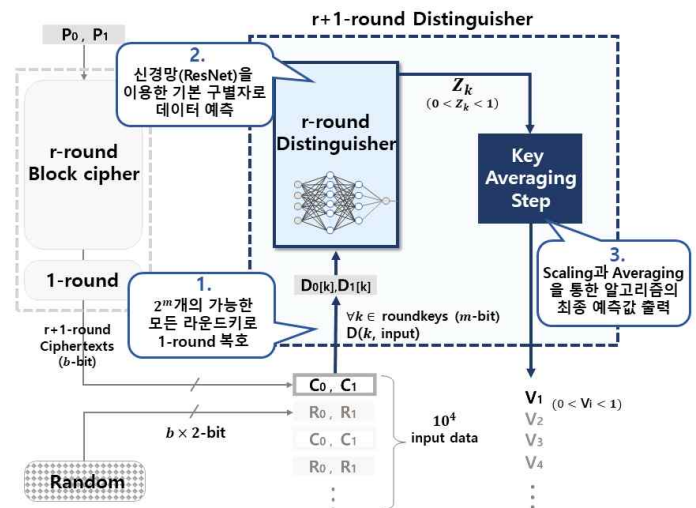 r+1-round Distinguisher
P₀ , P₁
2.
신경망(ResNet)을
이용한 기본 구별자로
데이터 예측
r-round
Block cipher
1-round
r+1-round
Ciphertexts
(b-bit)
r-round
Distinguisher
Zₖ
(0 < Zₖ < 1)
Key
Averaging
Step
3.
Scaling과 Averaging
을 통한 알고리즘의
최종 예측값 출력
1.
2ᵐ개의 가능한
모든 라운드키로
1-round 복호
D₀[k],D₁[k]
∀k ∈ roundkeys (m-bit)
D(k, input)
C₀ , C₁
R₀ , R₁
C₀ , C₁
R₀ , R₁
⋮
b × 2-bit
Random
10⁴
input data
V₁ (0 < Vi < 1)
V₂
V₃
V₄
⋮